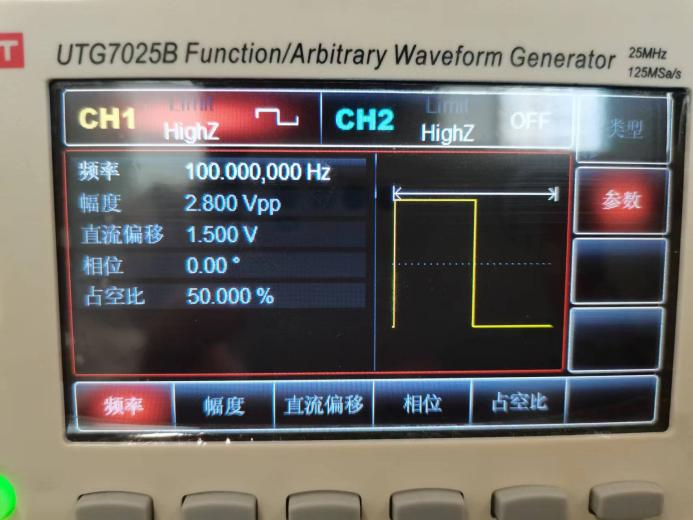 T
UTG7025B Function/Arbitrary Waveform Generator
25MHz
125MSa/s
CH1
Limit
HighZ
CH2
Limit
HighZ
OFF
类型
频率 100.000,000 Hz
幅度 2.800 Vpp
直流偏移 1.500 V
相位 0.00 °
占空比 50.000 %
参数
频率 幅度 直流偏移 相位 占空比